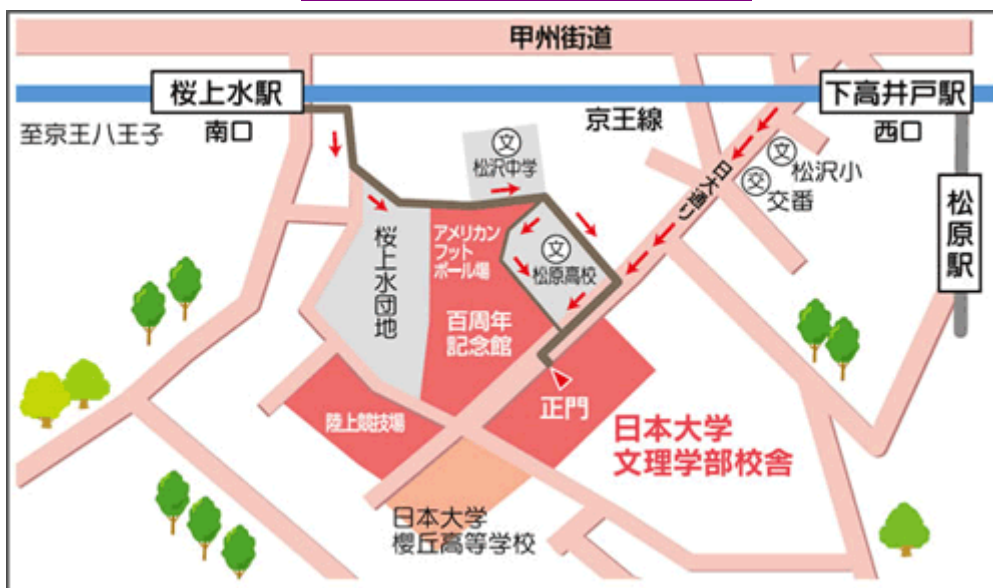 甲州街道
桜上水駅
下高井戸駅
至京王八王子
南口
京王線
西口
文
松沢中学
日大通り
文
松沢小
交
交番
松原駅
桜上水団地
アメリカン
フット
ボール場
文
松原高校
百周年
記念館
正門
陸上競技場
日本大学
文理学部校舎
日本大学
櫻丘高等学校